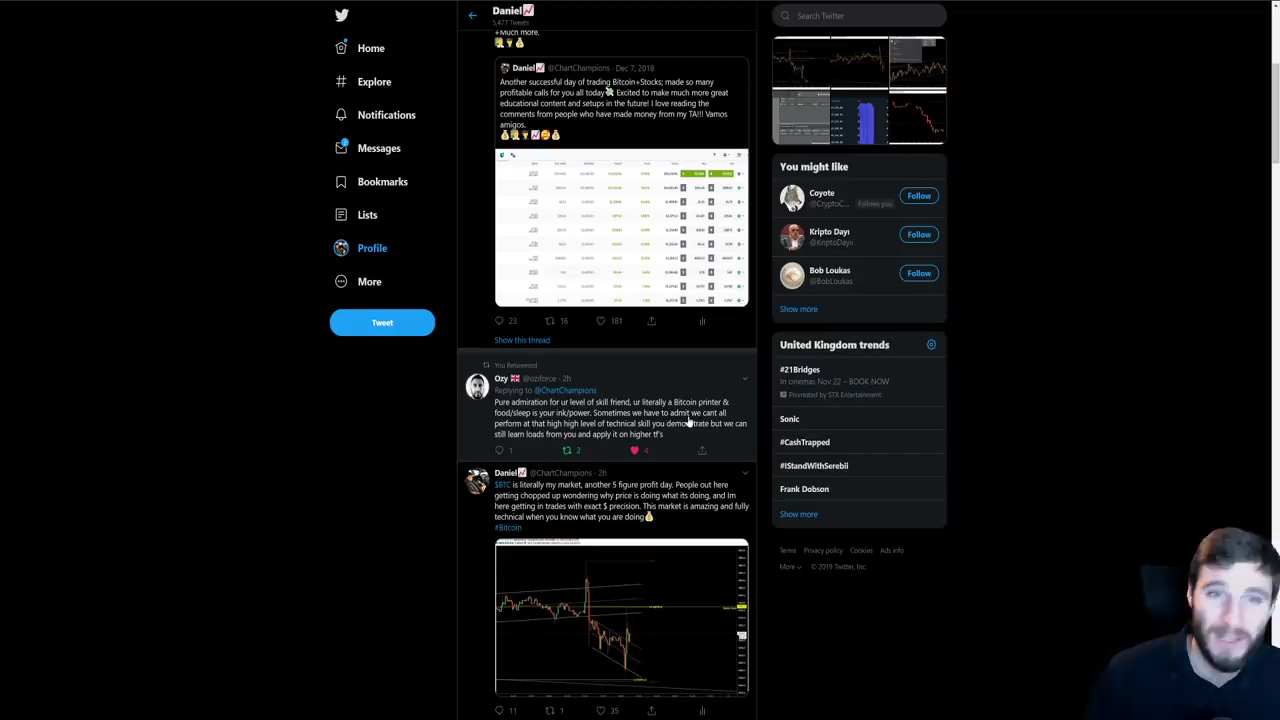 Daniel
5,477 Tweets
Search Twitter
Home
Explore
Notifications
Messages
Bookmarks
Lists
Profile
More
Tweet
+Much more.
Daniel @ChartChampions · Dec 7, 2018
Another successful day of trading Bitcoin+Stocks; made so many
profitable calls for you all today Excited to make much more great
educational content and setups in the future! I love reading the
comments from people who have made money from my TA!!! Vamos
amigos.
23 16 181
Show this thread
You Retweeted
Ozy @oziforce · 2h
Replying to @ChartChampions
Pure admiration for ur level of skill friend, ur literally a Bitcoin printer &
food/sleep is your ink/power. Sometimes we have to admit we cant all
perform at that high high level of technical skill you demonstrate but we can
still learn loads from you and apply it on higher tf's
1 2 4
Daniel @ChartChampions · 2h
$BTC is literally my market, another 5 figure profit day. People out here
getting chopped up wondering why price is doing what its doing, and Im
here getting in trades with exact $ precision. This market is amazing and fully
technical when you know what you are doing
#Bitcoin
11 1 35
You might like
Coyote
@CryptoC... Follows you
Follow
Kripto Dayı
@KriptoDayii
Follow
Bob Loukas
@BobLoukas
Follow
Show more
United Kingdom trends
#21Bridges
In cinemas Nov 22 – BOOK NOW
Promoted by STX Entertainment
Sonic
#CashTrapped
#IStandWithSerebii
Frank Dobson
Show more
Terms Privacy policy Cookies Ads info
More © 2019 Twitter, Inc.